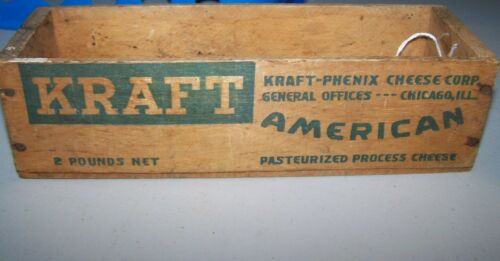 KRAFT
2 POUNDS NET
KRAFT-PHENIX CHEESE CORP.
GENERAL OFFICES --- CHICAGO, ILL.
AMERICAN
PASTEURIZED PROCESS CHEESE